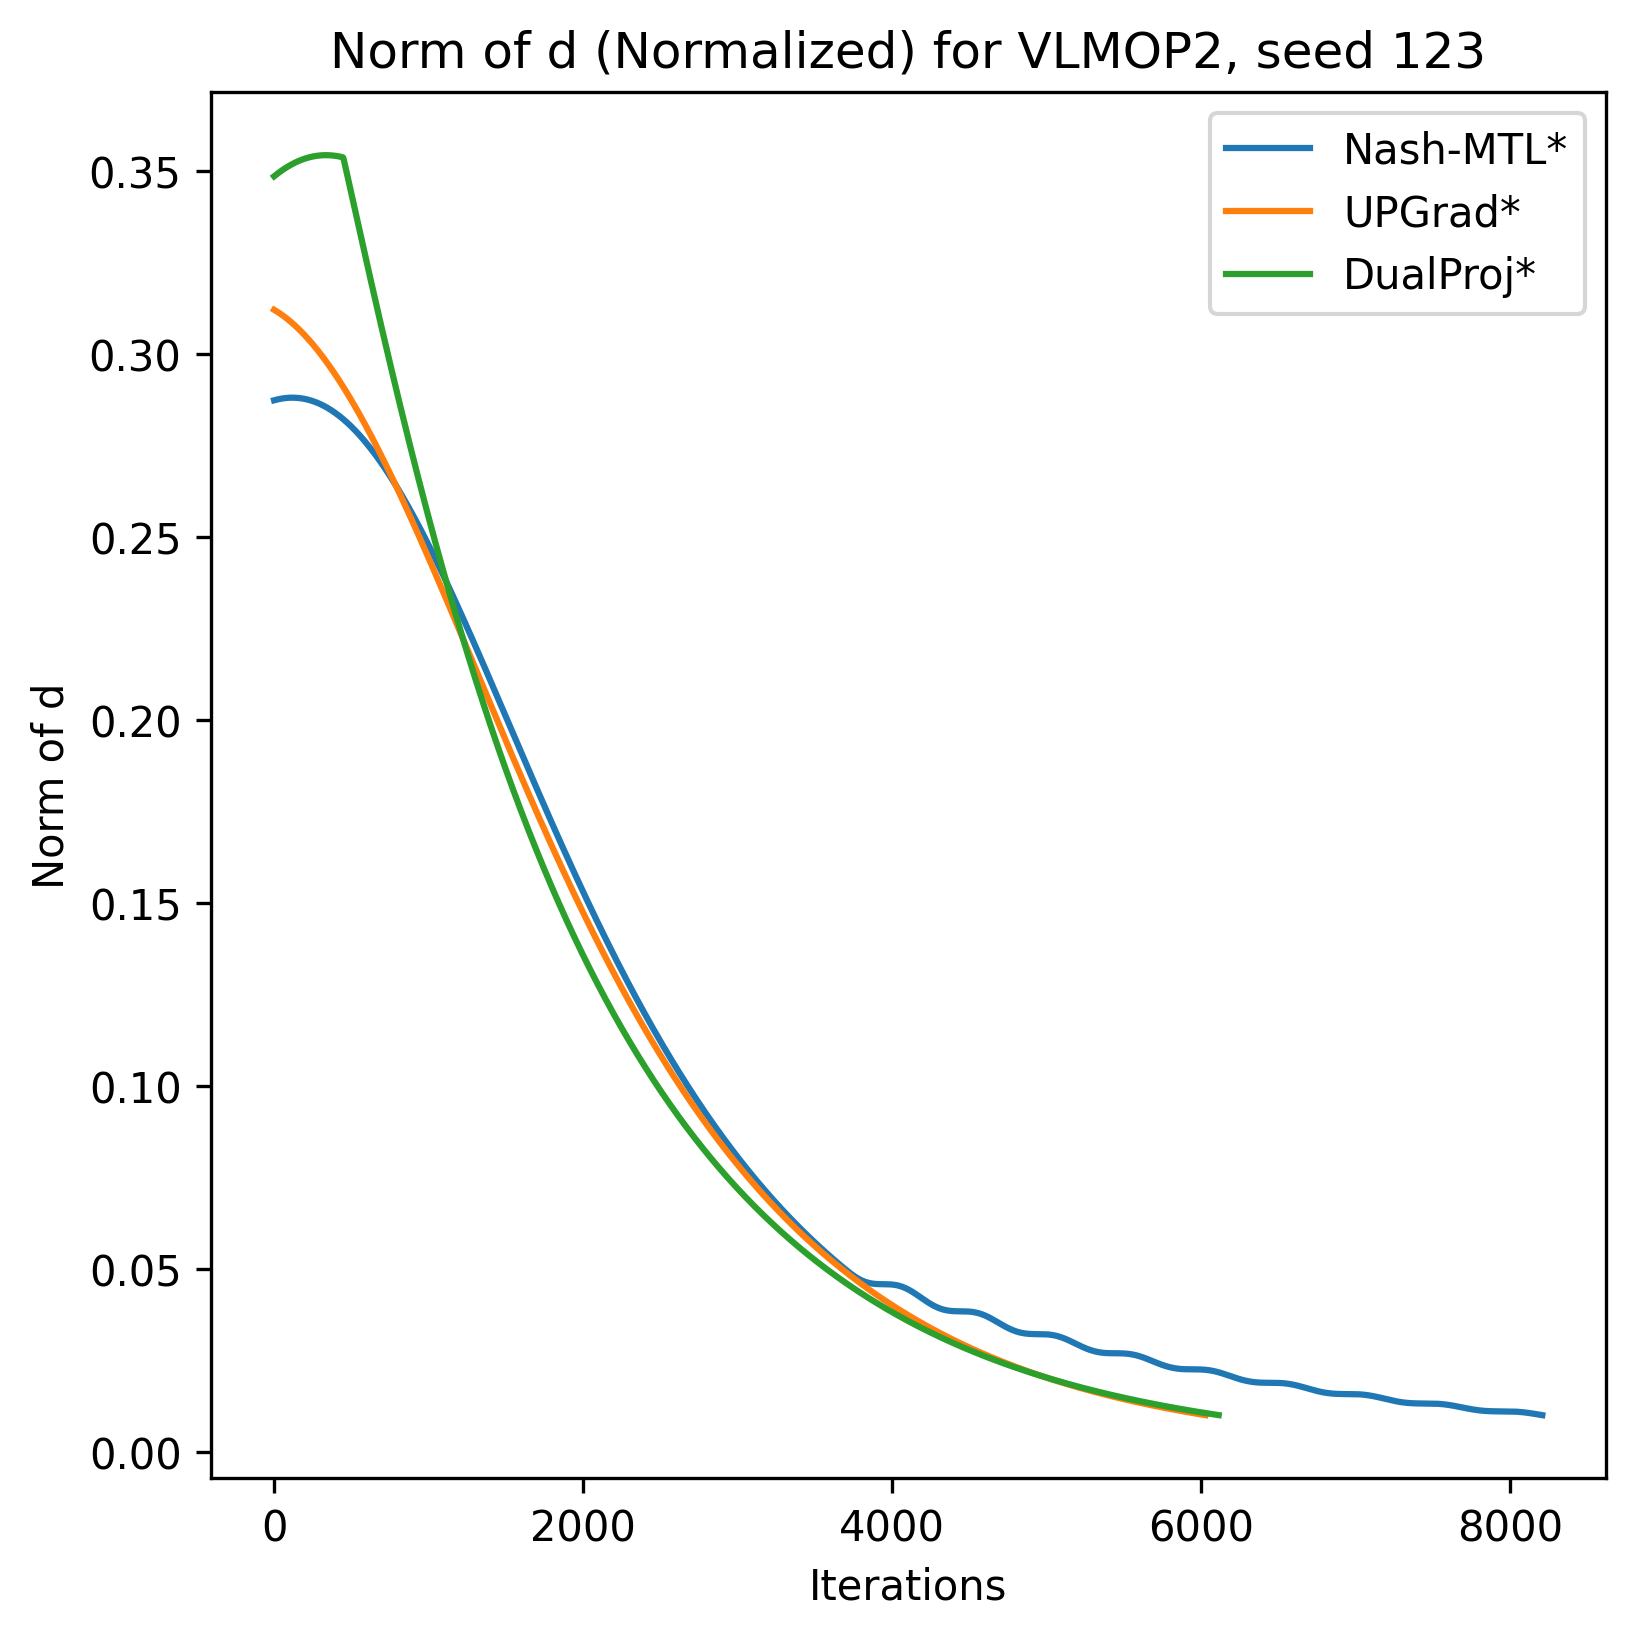 Norm of d (Normalized) for VLMOP2, seed 123
Nash-MTL*
UPGrad*
DualProj*
0.35
0.30
0.25
0.20
0.15
0.10
0.05
0.00
Norm of d
0 2000 4000 6000 8000
Iterations